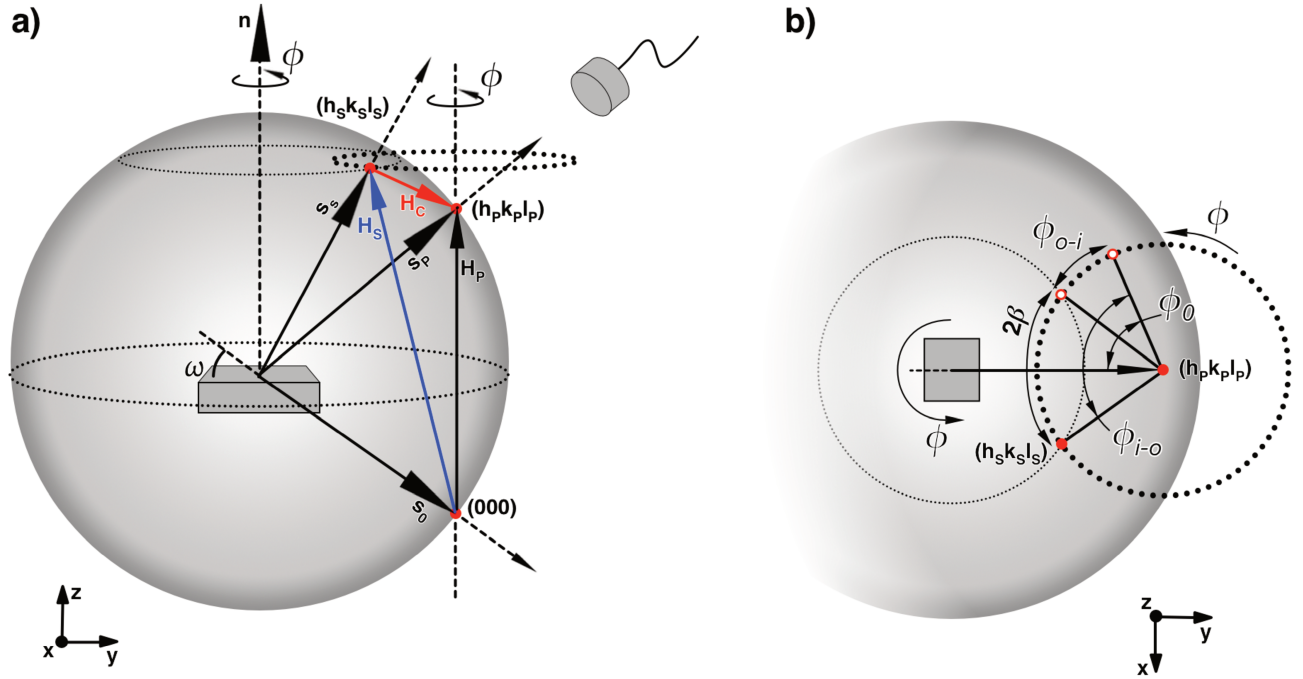 a)
n
ϕ
ϕ
(hSkSlS)
(hPkPlP)
sS
HC
HS
sP
HP
ω
s0
(000)
z
x
y
b)
ϕ
ϕo-i
2β
ϕ0
(hPkPlP)
ϕ
(hSkSlS)
ϕi-o
z
y
x